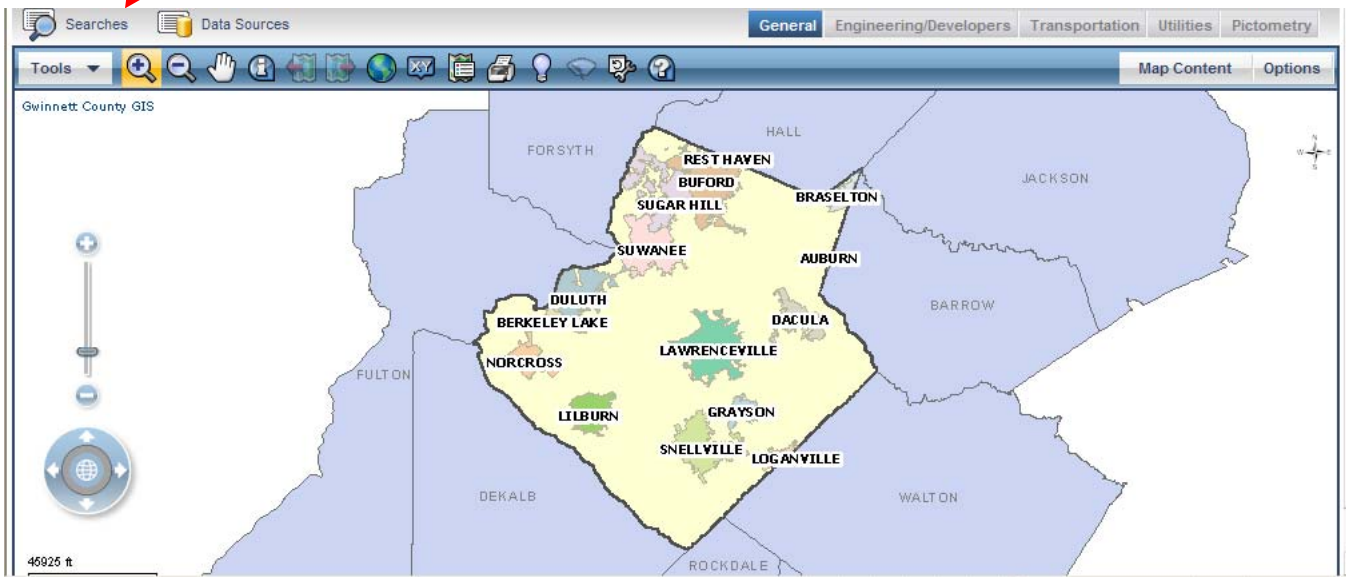 Searches Data Sources General Engineering/Developers Transportation Utilities Pictometry
Tools XY Map Content Options
Gwinnett County GIS
HALL
FORSYTH
REST HAVEN
JACKSON
BUFORD
BRASELTON
SUGAR HILL
SUWANEE
AUBURN
DULUTH
BARROW
DACULA
BERKELEY LAKE
LAWRENCEVILLE
NORCROSS
FULTON
GRAYSON
LILBURN
SNELLVILLE
LOGANVILLE
DEKALB
WALTON
45925 ft
ROCKDALE